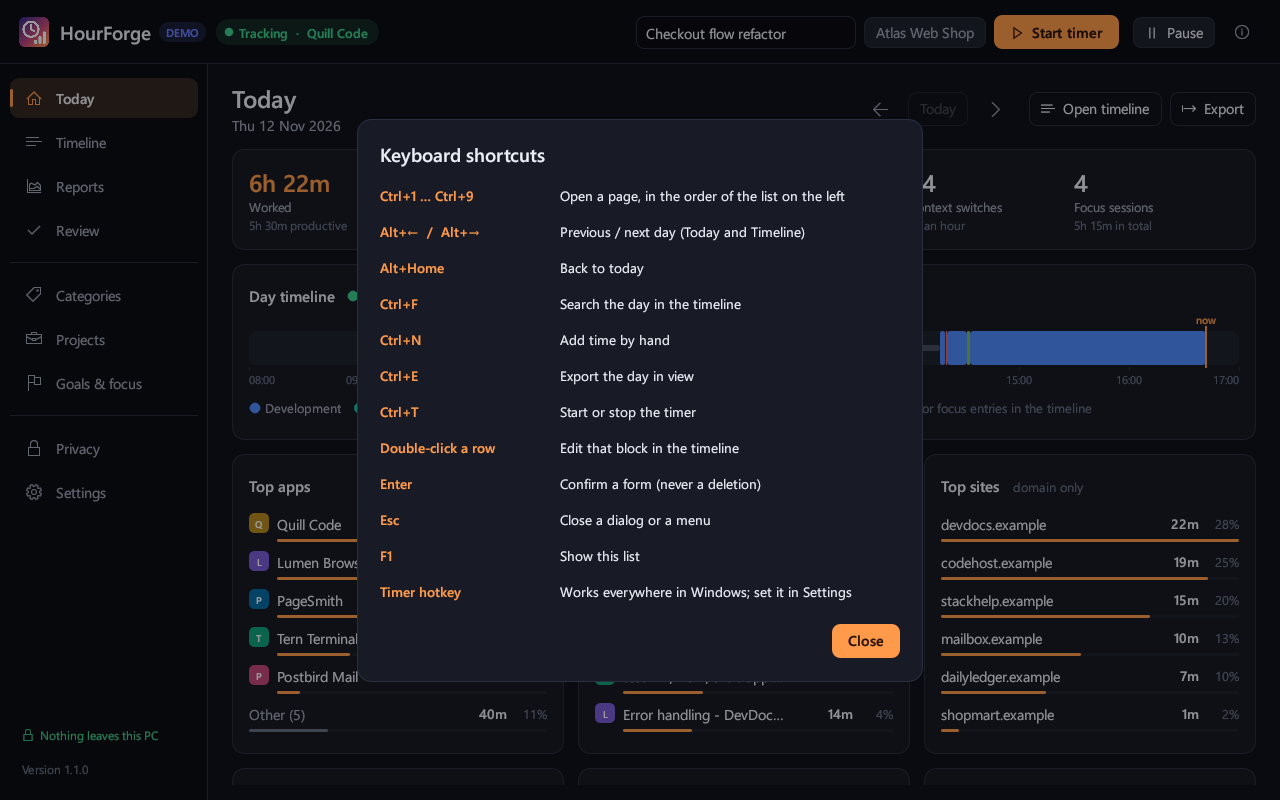 HourForge DEMO Tracking · Quill Code Checkout flow refactor Atlas Web Shop Start timer Pause
Today
Timeline
Reports
Review
Categories
Projects
Goals & focus
Privacy
Settings
Nothing leaves this PC
Version 1.1.0
Today
Thu 12 Nov 2026
Today Open timeline Export
6h 22m
Worked
5h 30m productive
4
Focus sessions
5h 15m in total
Day timeline
now
08:00
15:00 16:00 17:00
Development
or focus entries in the timeline
Keyboard shortcuts
Ctrl+1 ... Ctrl+9 Open a page, in the order of the list on the left
Alt+← / Alt+→ Previous / next day (Today and Timeline)
Alt+Home Back to today
Ctrl+F Search the day in the timeline
Ctrl+N Add time by hand
Ctrl+E Export the day in view
Ctrl+T Start or stop the timer
Double-click a row Edit that block in the timeline
Enter Confirm a form (never a deletion)
Esc Close a dialog or a menu
F1 Show this list
Timer hotkey Works everywhere in Windows; set it in Settings
Close
Top apps
Q Quill Code
L Lumen
P PageSmith
T Tern Terminal
P Postbird Mail
Other (5) 40m 11%
L Error handling - DevDoc... 14m 4%
Top sites domain only
devdocs.example 22m 28%
codehost.example 19m 25%
stackhelp.example 15m 20%
mailbox.example 10m 13%
dailyledger.example 7m 10%
shopmart.example 1m 2%